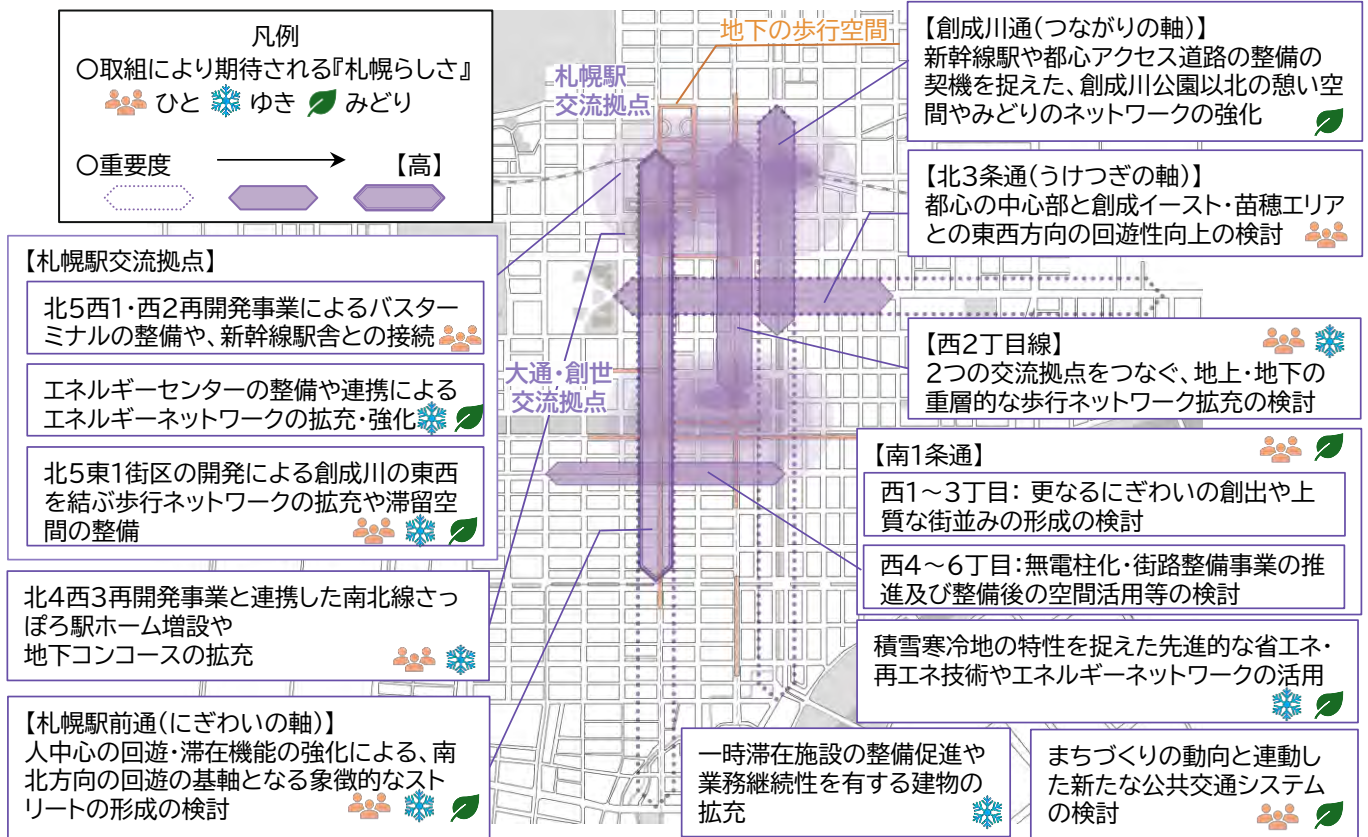 凡例
○取組により期待される『札幌らしさ』
ひと ゆき みどり
○重要度 【高】
地下の歩行空間
札幌駅
交流拠点
大通・創世
交流拠点
【札幌駅交流拠点】
北5西1・西2再開発事業によるバスター
ミナルの整備や、新幹線駅舎との接続
エネルギーセンターの整備や連携による
エネルギーネットワークの拡充・強化
北5東1街区の開発による創成川の東西
を結ぶ歩行ネットワークの拡充や滞留空
間の整備
北4西3再開発事業と連携した南北線さっ
ぽろ駅ホーム増設や
地下コンコースの拡充
【札幌駅前通(にぎわいの軸)】
人中心の回遊・滞在機能の強化による、南
北方向の回遊の基軸となる象徴的なスト
リートの形成の検討
【創成川通(つながりの軸)】
新幹線駅や都心アクセス道路の整備の
契機を捉えた、創成川公園以北の憩い空
間やみどりのネットワークの強化
【北3条通(うけつぎの軸)】
都心の中心部と創成イースト・苗穂エリア
との東西方向の回遊性向上の検討
【西2丁目線】
2つの交流拠点をつなぐ、地上・地下の
重層的な歩行ネットワーク拡充の検討
【南1条通】
西1～3丁目: 更なるにぎわいの創出や上
質な街並みの形成の検討
西4～6丁目:無電柱化・街路整備事業の推
進及び整備後の空間活用等の検討
積雪寒冷地の特性を捉えた先進的な省エネ・
再エネ技術やエネルギーネットワークの活用
一時滞在施設の整備促進や
業務継続性を有する建物の
拡充
まちづくりの動向と連動し
た新たな公共交通システム
の検討